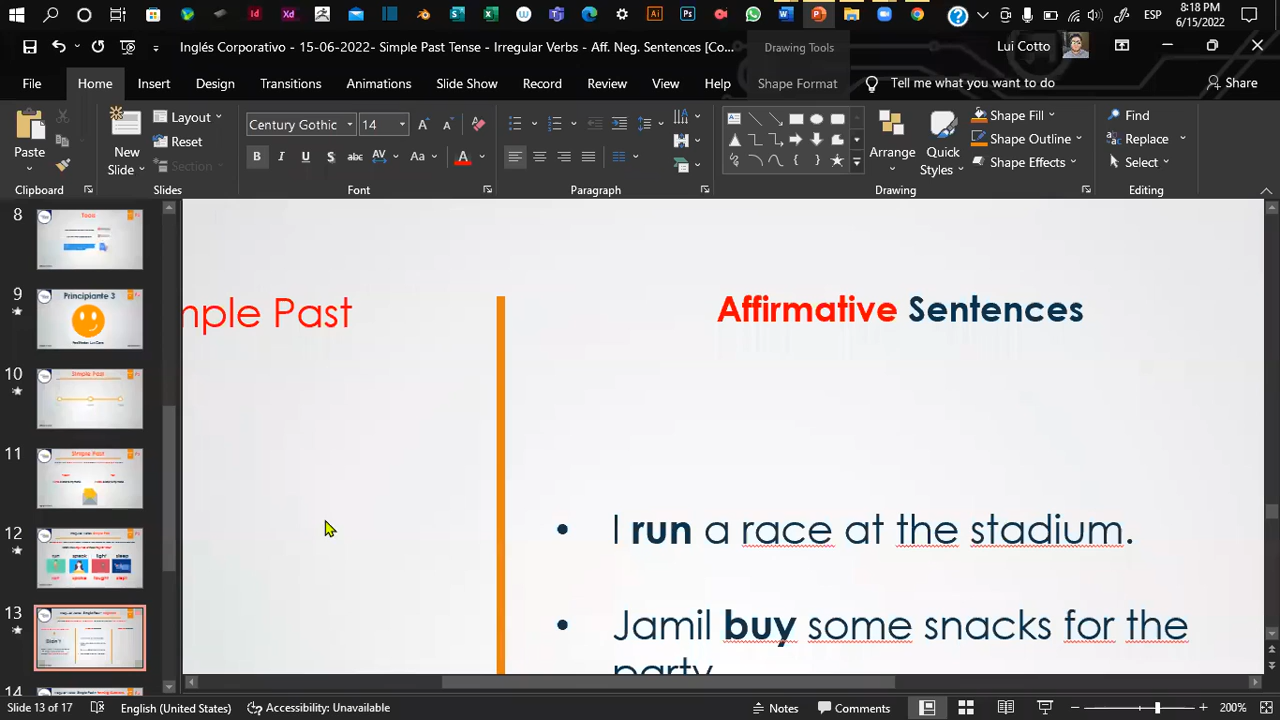 ESP
8:18 PM
6/15/2022
Inglés Corporativo - 15-06-2022- Simple Past Tense - Irregular Verbs - Aff. Neg. Sentences [Co...
Drawing Tools
Lui Cotto
File
Home
Insert
Design
Transitions
Animations
Slide Show
Record
Review
View
Help
Shape Format
Tell me what you want to do
Share
Paste
New
Slide
Layout
Reset
Section
Century Gothic
14
Arrange
Quick
Styles
Shape Fill
Shape Outline
Shape Effects
Find
Replace
Select
Clipboard
Slides
Font
Paragraph
Drawing
Editing
8
9
Principiante 3
10
Simple Past
11
Simple Past
12
run
speak
fight
sleep
13
Didn't
14
mple Past
Affirmative Sentences
• I run a race at the stadium.
• Jamil buy some snacks for the
party
Slide 13 of 17
English (United States)
Accessibility: Unavailable
Notes
Comments
200%